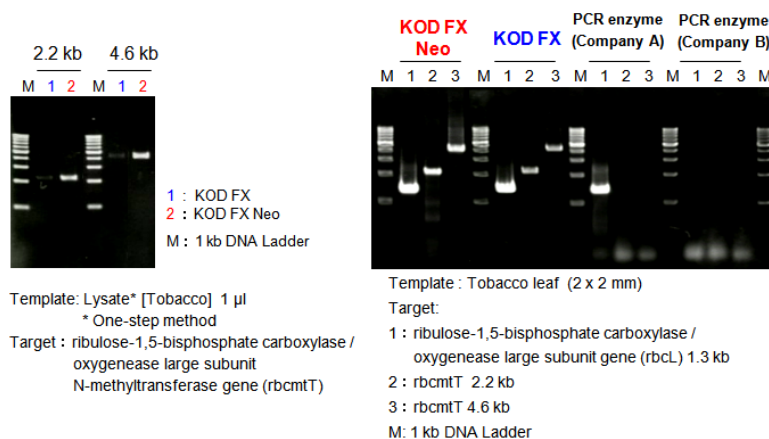 2.2 kb 4.6 kb
M 1 2 M 1 2
1 : KOD FX
2 : KOD FX Neo
M : 1 kb DNA Ladder
Template: Lysate* [Tobacco] 1 µl
* One-step method
Target : ribulose-1,5-bisphosphate carboxylase /
oxygenease large subunit
N-methyltransferase gene (rbcmtT)
KOD FX
Neo
KOD FX
PCR enzyme
(Company A)
PCR enzyme
(Company B)
M 1 2 3 M 1 2 3 M 1 2 3 M 1 2 3 M
Template : Tobacco leaf (2 x 2 mm)
Target:
1 : ribulose-1,5-bisphosphate carboxylase /
oxygenease large subunit gene (rbcL) 1.3 kb
2 : rbcmtT 2.2 kb
3 : rbcmtT 4.6 kb
M: 1 kb DNA Ladder